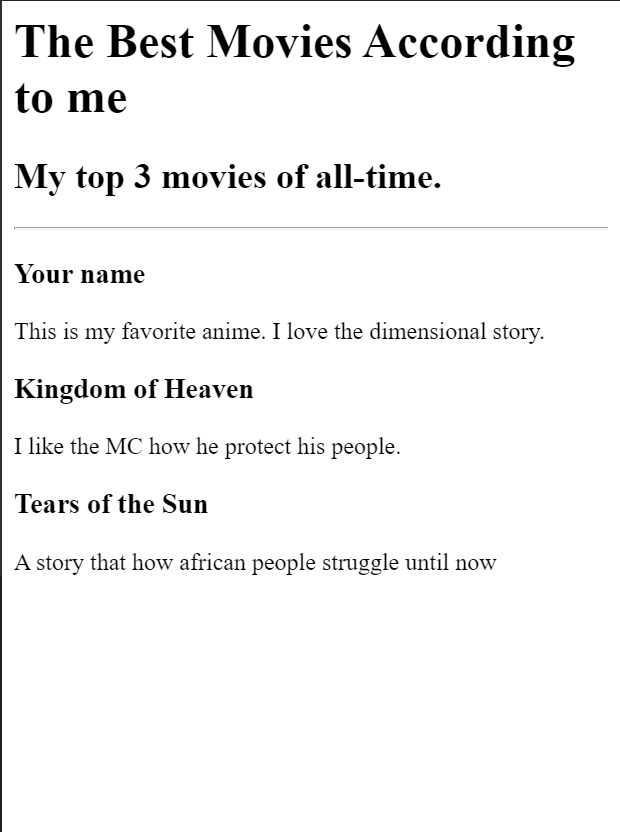 The Best Movies According
to me
My top 3 movies of all-time.
Your name
This is my favorite anime. I love the dimensional story.
Kingdom of Heaven
I like the MC how he protect his people.
Tears of the Sun
A story that how african people struggle until now